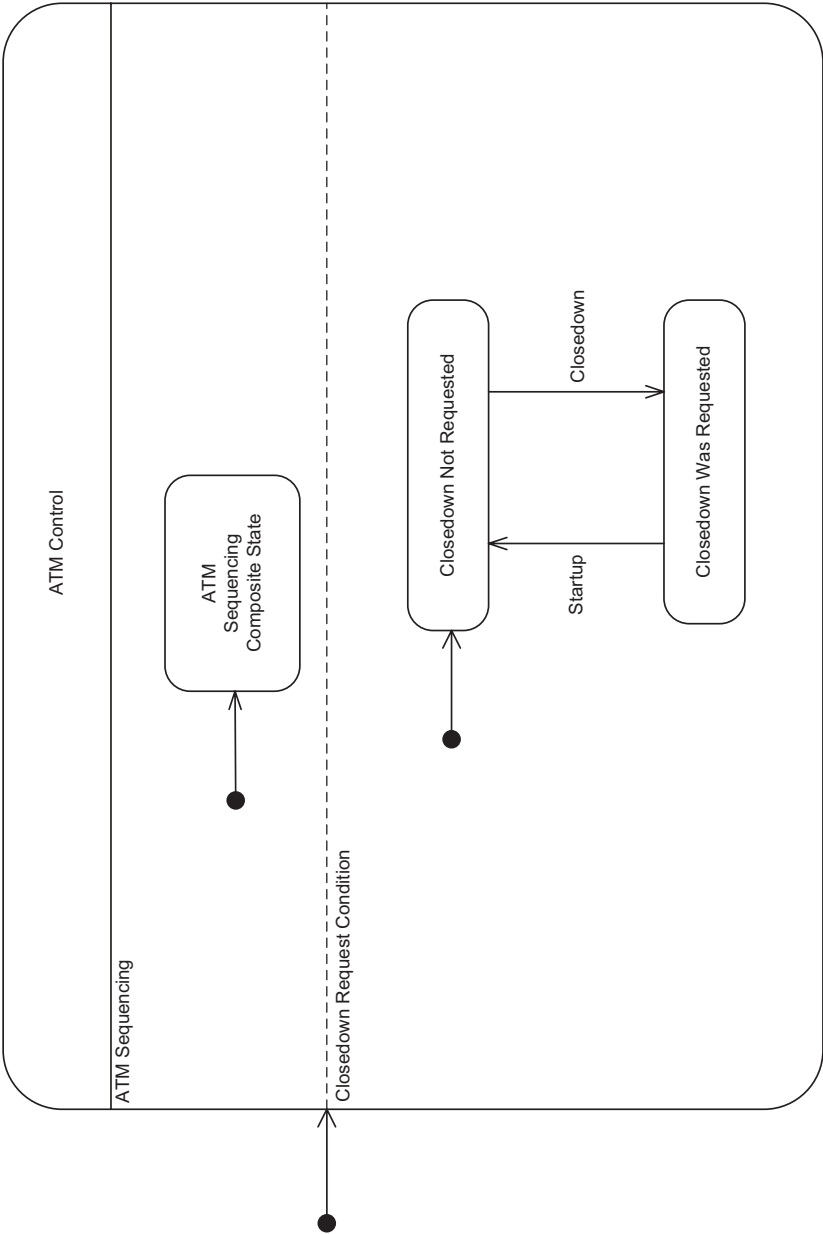 ATM Control
ATM Sequencing
ATM
Sequencing
Composite State
Closedown Request Condition
Closedown Not Requested
Startup
Closedown
Closedown Was Requested